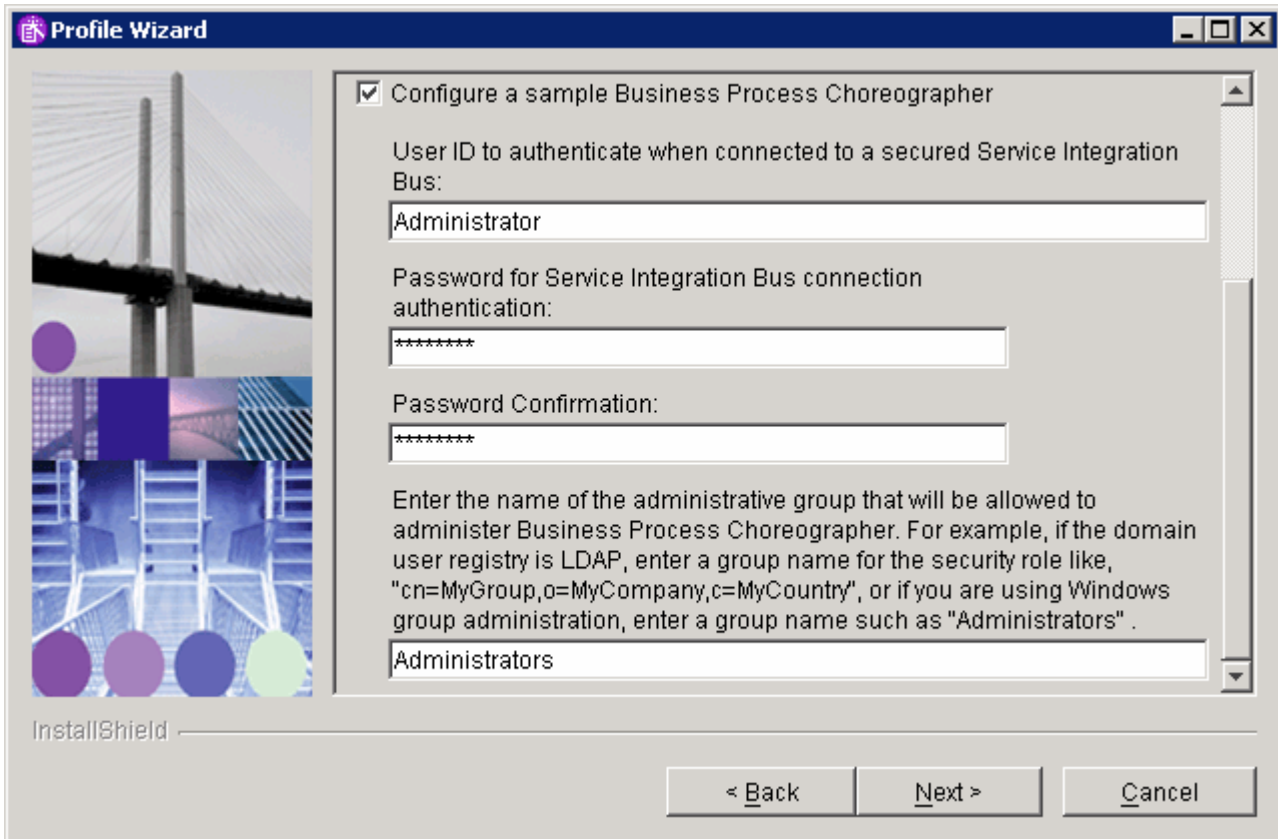 Profile Wizard
Configure a sample Business Process Choreographer
User ID to authenticate when connected to a secured Service Integration
Bus:
Administrator
Password for Service Integration Bus connection
authentication:
********
Password Confirmation:
********
Enter the name of the administrative group that will be allowed to
administer Business Process Choreographer. For example, if the domain
user registry is LDAP, enter a group name for the security role like,
"cn=MyGroup,o=MyCompany,c=MyCountry", or if you are using Windows
group administration, enter a group name such as "Administrators" .
Administrators
InstallShield
< Back
Next >
Cancel